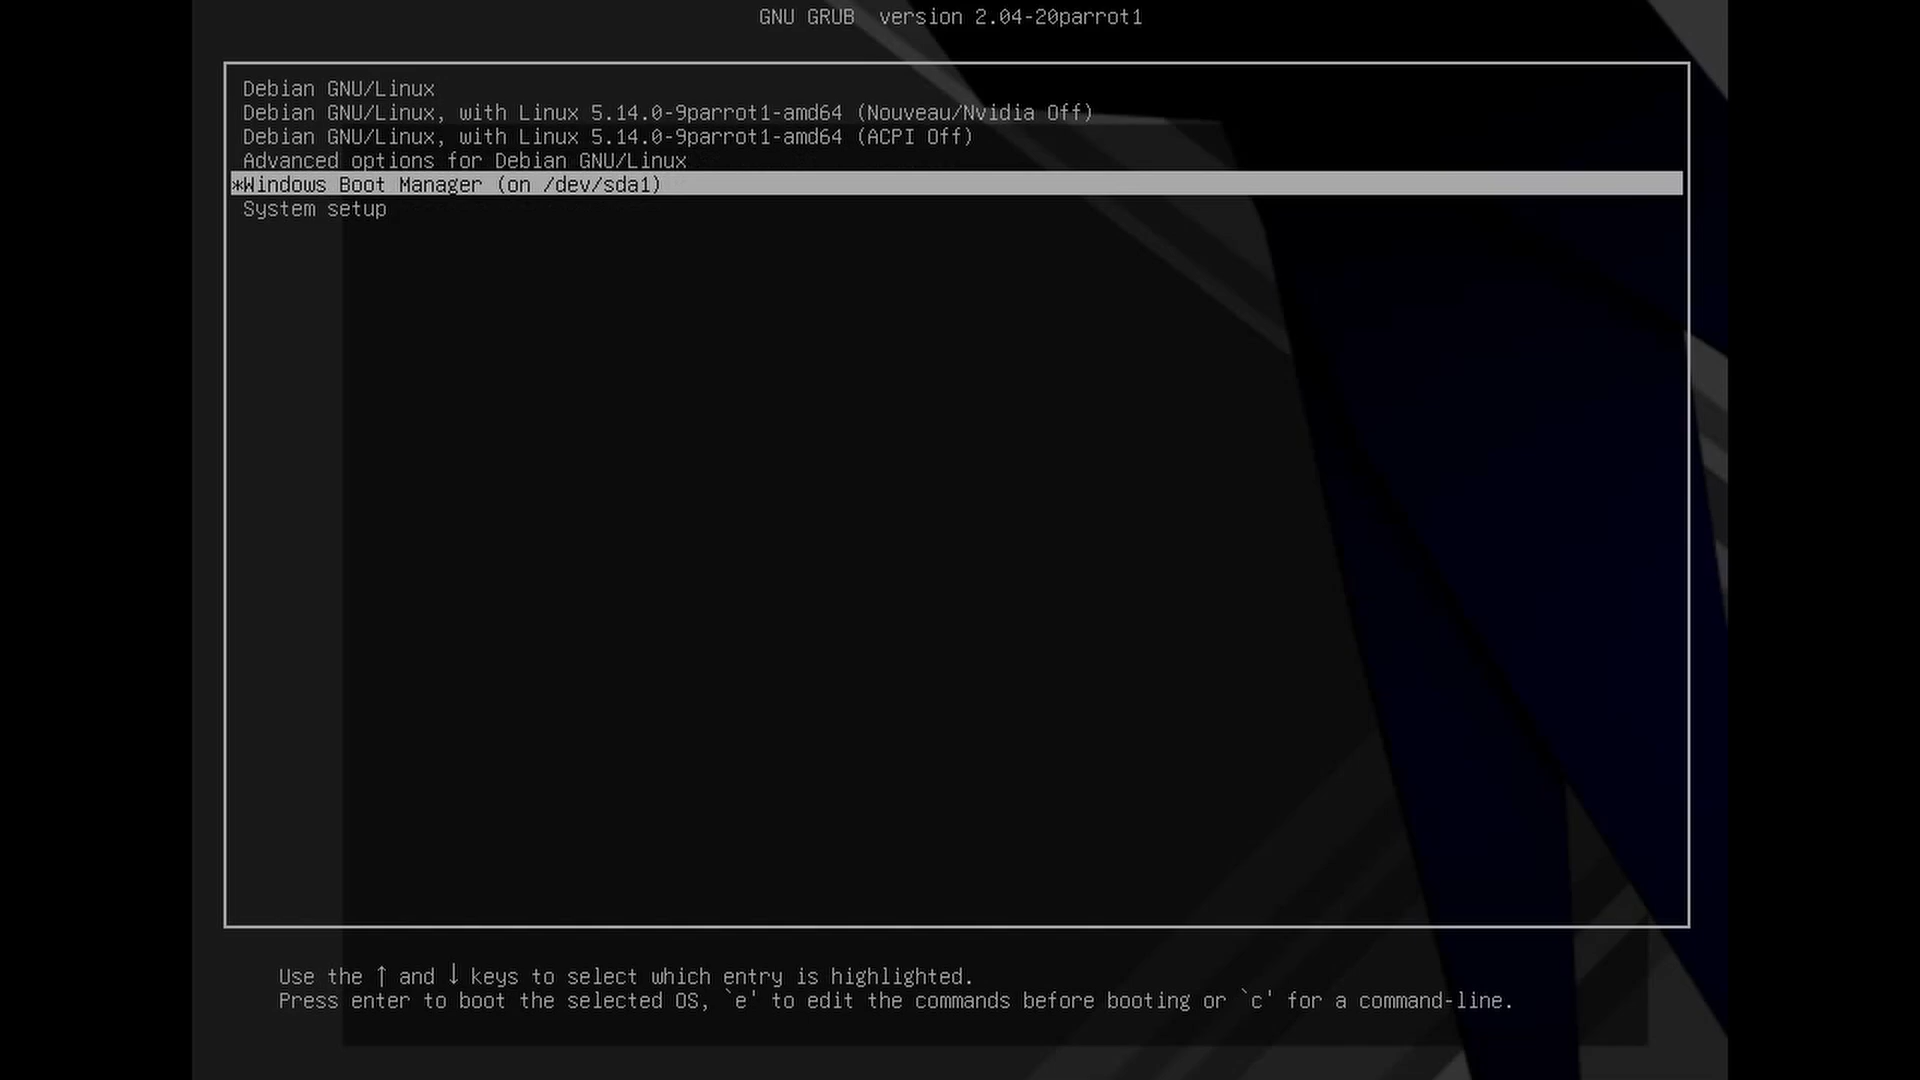 GNU GRUB  version 2.04-20parrot1
Debian GNU/Linux
Debian GNU/Linux, with Linux 5.14.0-9parrot1-amd64 (Nouveau/Nvidia Off)
Debian GNU/Linux, with Linux 5.14.0-9parrot1-amd64 (ACPI Off)
Advanced options for Debian GNU/Linux
*Windows Boot Manager (on /dev/sda1)
System setup
Use the ↑ and ↓ keys to select which entry is highlighted.
Press enter to boot the selected OS, `e' to edit the commands before booting or `c' for a command-line.